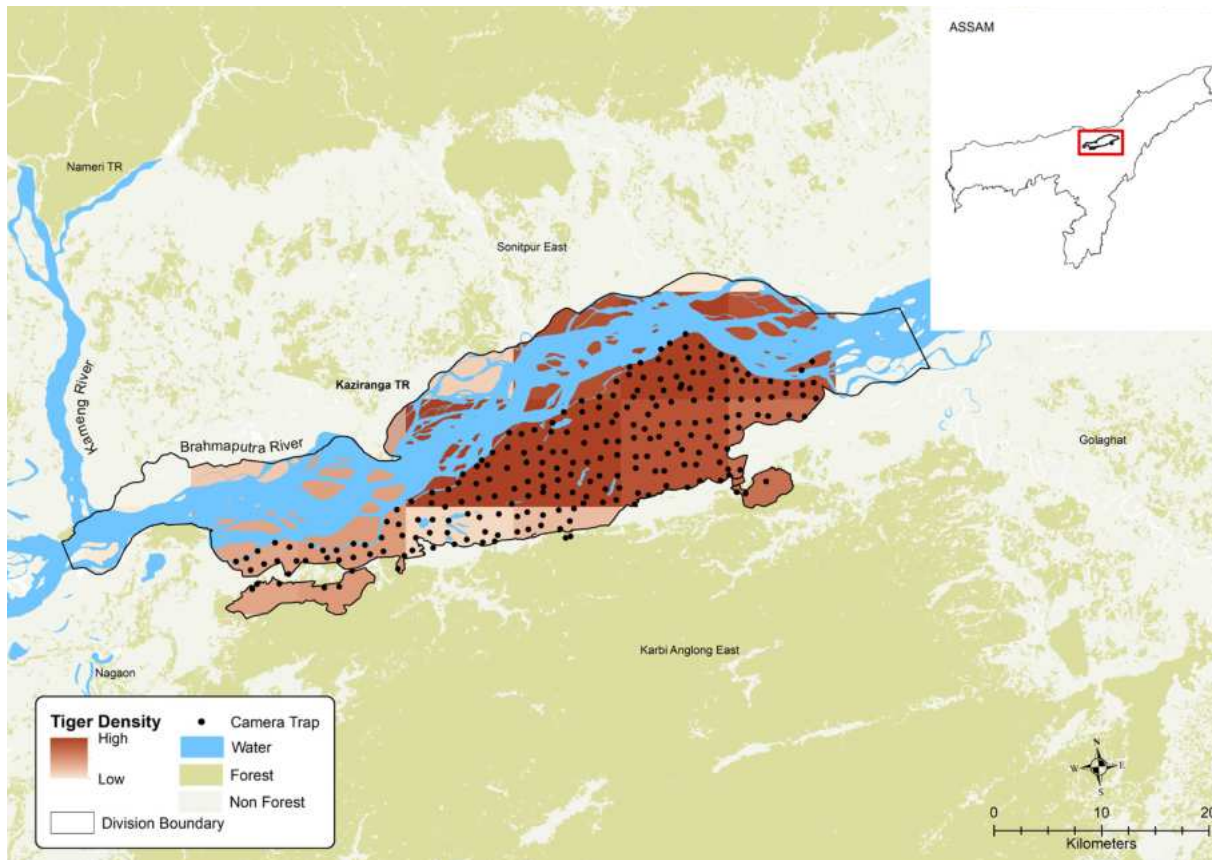 ASSAM
Nameri TR
Sonitpur East
Kaziranga TR
Kameng River
Brahmaputra River
Golaghat
Karbi Anglong East
Nagaon
Tiger Density
High
Low
Division Boundary
Camera Trap
Water
Forest
Non Forest
N
W E
S
0 10 20
Kilometers